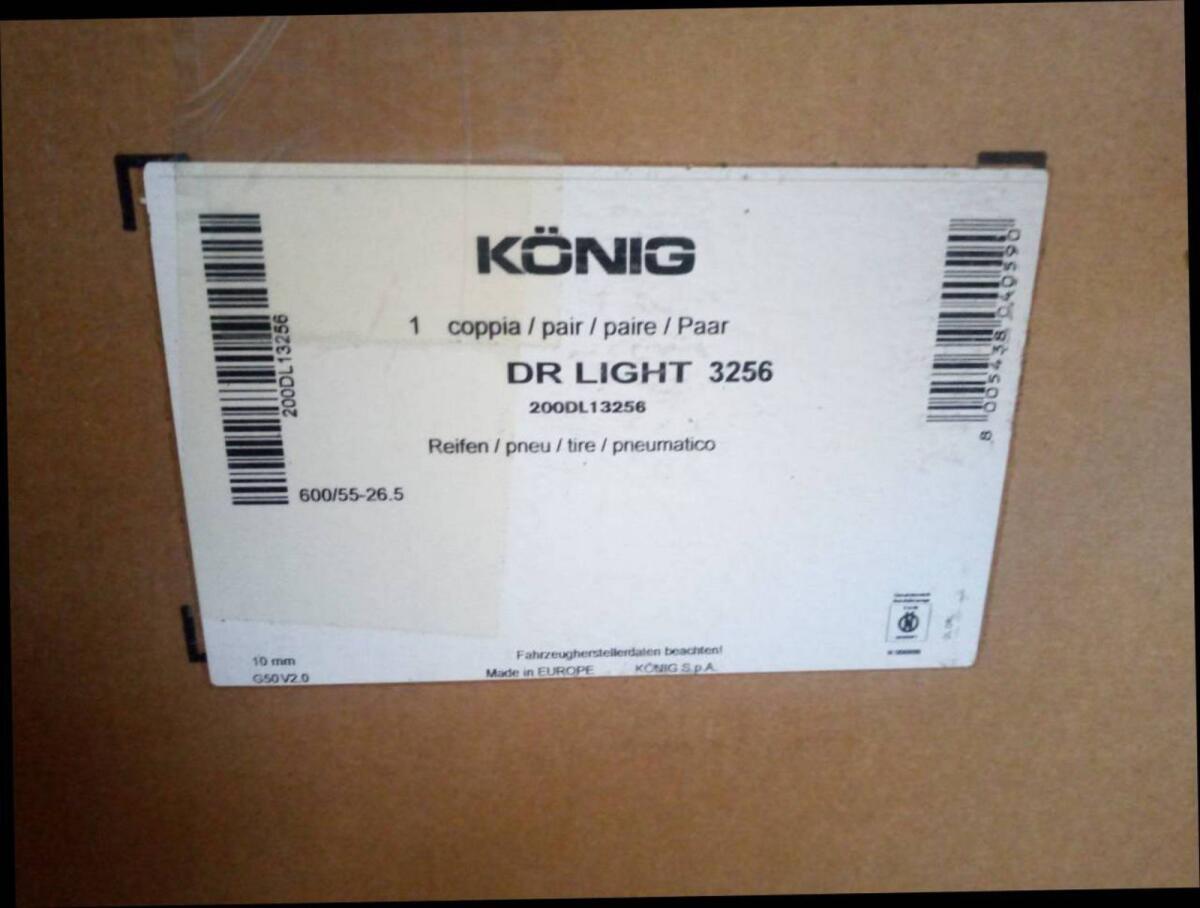 KÖNIG
1 coppia / pair / paire / Paar
DR LIGHT 3256
200DL13256
Reifen / pneu / tire / pneumatico
600/55-26.5
200DL13256
8 005438 040590
10 mm
G50 V2.0
Fahrzeugherstellerdaten beachten!
Made in EUROPE KÖNIG S.p.A.